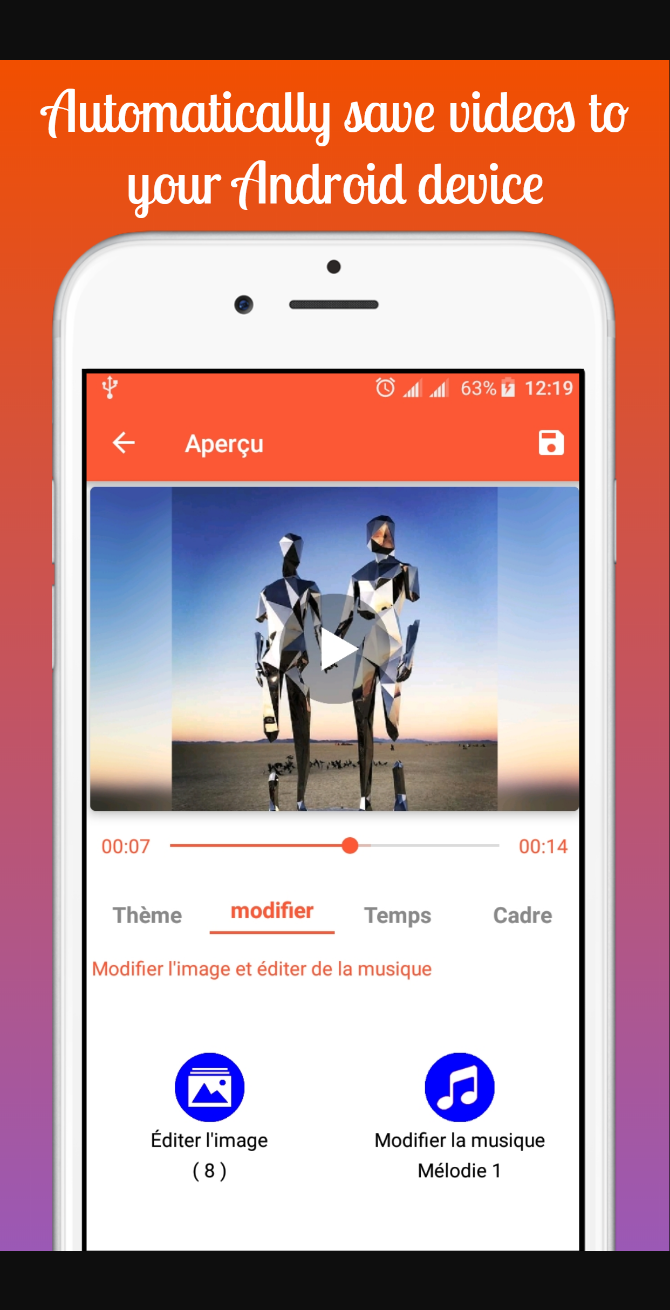 Automatically save videos to
your Android device
63% 12:19
Aperçu
00:07 00:14
Thème modifier Temps Cadre
Modifier l'image et éditer de la musique
Éditer l'image Modifier la musique
( 8 ) Mélodie 1